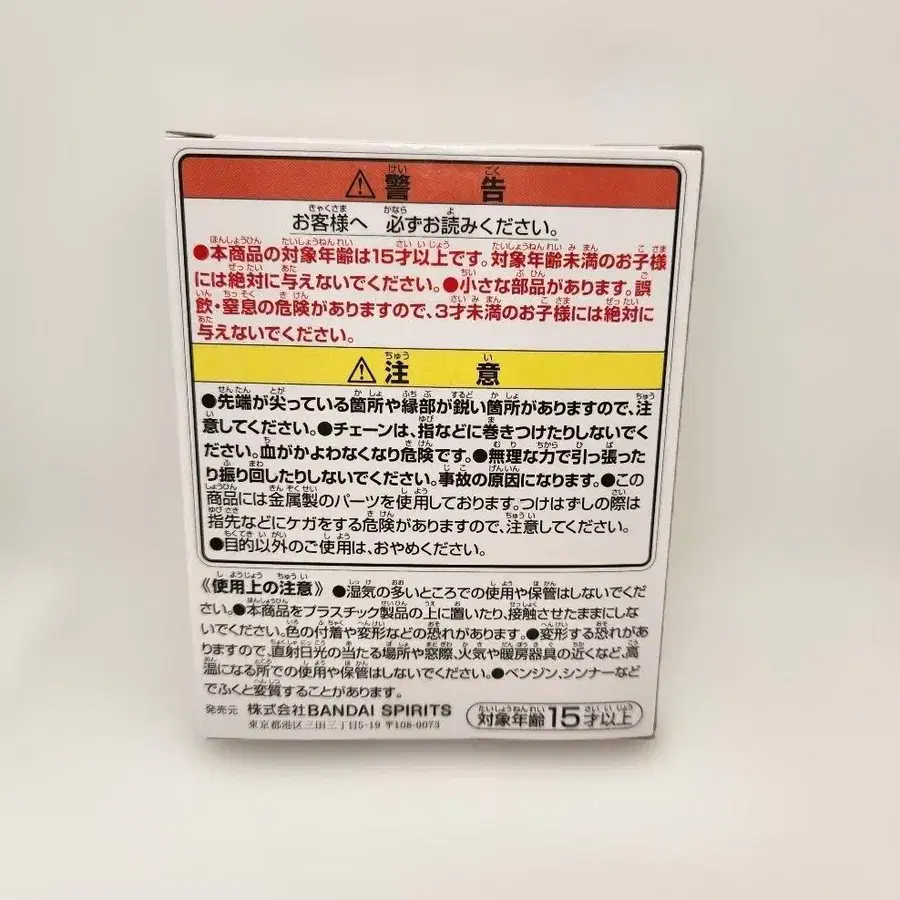 ⚠警告
お客様へ 必ずお読みください。
●本商品の対象年齢は15才以上です。対象年齢未満のお子様
には絶対に与えないでください。●小さな部品があります。誤
飲・窒息の危険がありますので、3才未満のお子様には絶対に
与えないでください。
⚠注意
●先端が尖っている箇所や縁部が鋭い箇所がありますので、注
意してください。●チェーンは、指などに巻きつけたりしないでく
ださい。血がかよわなくなり危険です。●無理な力で引っ張った
り振り回したりしないでください。事故の原因になります。●この
商品には金属製のパーツを使用しております。つけはずしの際は
指先などにケガをする危険がありますので、注意してください。
●目的以外のご使用は、おやめください。
《使用上の注意》●湿気の多いところでの使用や保管はしないでくだ
さい。●本商品をプラスチック製品の上に置いたり、接触させたままにしな
いでください。色の付着や変形などの恐れがあります。●変形する恐れがあ
りますので、直射日光の当たる場所や窓際、火気や暖房器具の近くなど、高
温になる所での使用や保管はしないでください。●ベンジン、シンナーなど
でふくと変質することがあります。
発売元 株式会社BANDAI SPIRITS
東京都港区三田三丁目5-19 〒108-0073
対象年齢15才以上